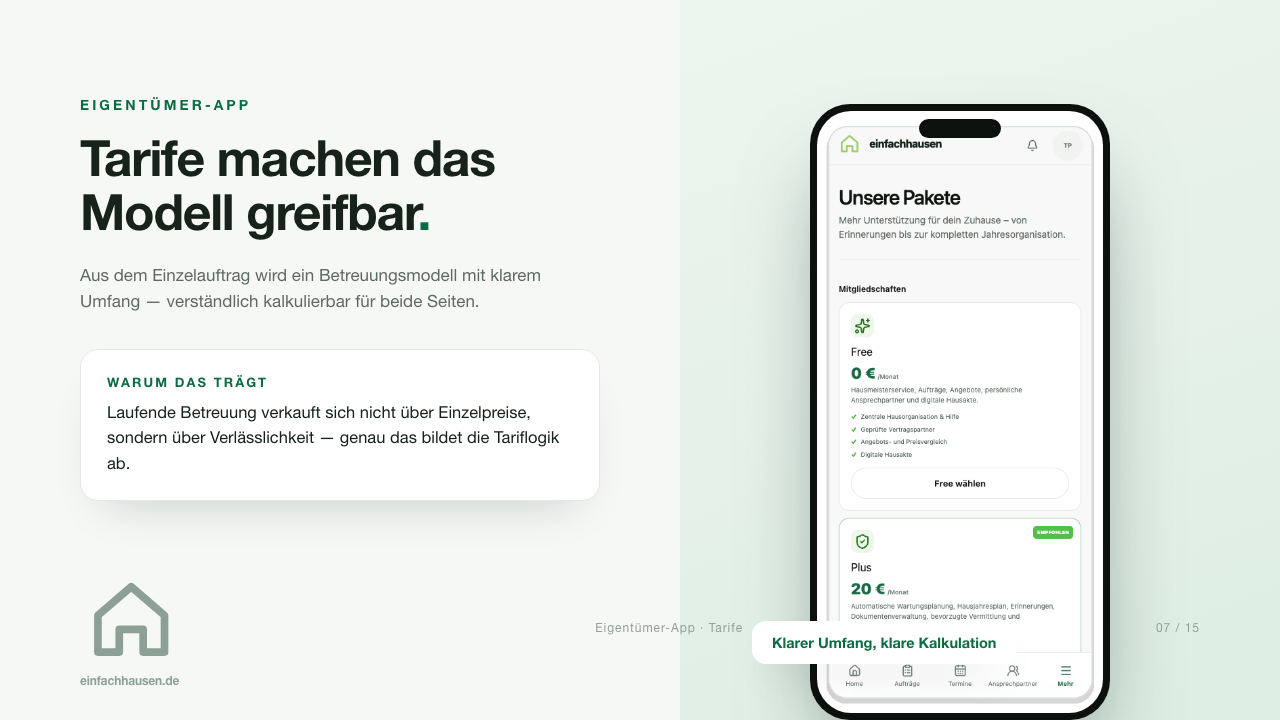 EIGENTÜMER-APP
Tarife machen das
Modell greifbar.
Aus dem Einzelauftrag wird ein Betreuungsmodell mit klarem
Umfang — verständlich kalkulierbar für beide Seiten.
WARUM DAS TRÄGT
Laufende Betreuung verkauft sich nicht über Einzelpreise,
sondern über Verlässlichkeit — genau das bildet die Tariflogik
ab.
einfachhausen.de
Eigentümer-App · Tarife
einfachhausen
TP
Unsere Pakete
Mehr Unterstützung für dein Zuhause – von
Erinnerungen bis zur kompletten Jahresorganisation.
Mitgliedschaften
Free
0 € /Monat
Hausmeisterservice, Aufträge, Angebote, persönliche
Ansprechpartner und digitale Hausakte.
Zentrale Hausorganisation & Hilfe
Geprüfte Vertragspartner
Angebots- und Preisvergleich
Digitale Hausakte
Free wählen
EMPFOHLEN
Plus
20 € /Monat
Automatische Wartungsplanung, Hausjahresplan, Erinnerungen,
Dokumentenverwaltung, bevorzugte Vermittlung und
Klarer Umfang, klare Kalkulation
Home Aufträge Termine Ansprechpartner Mehr
07 / 15